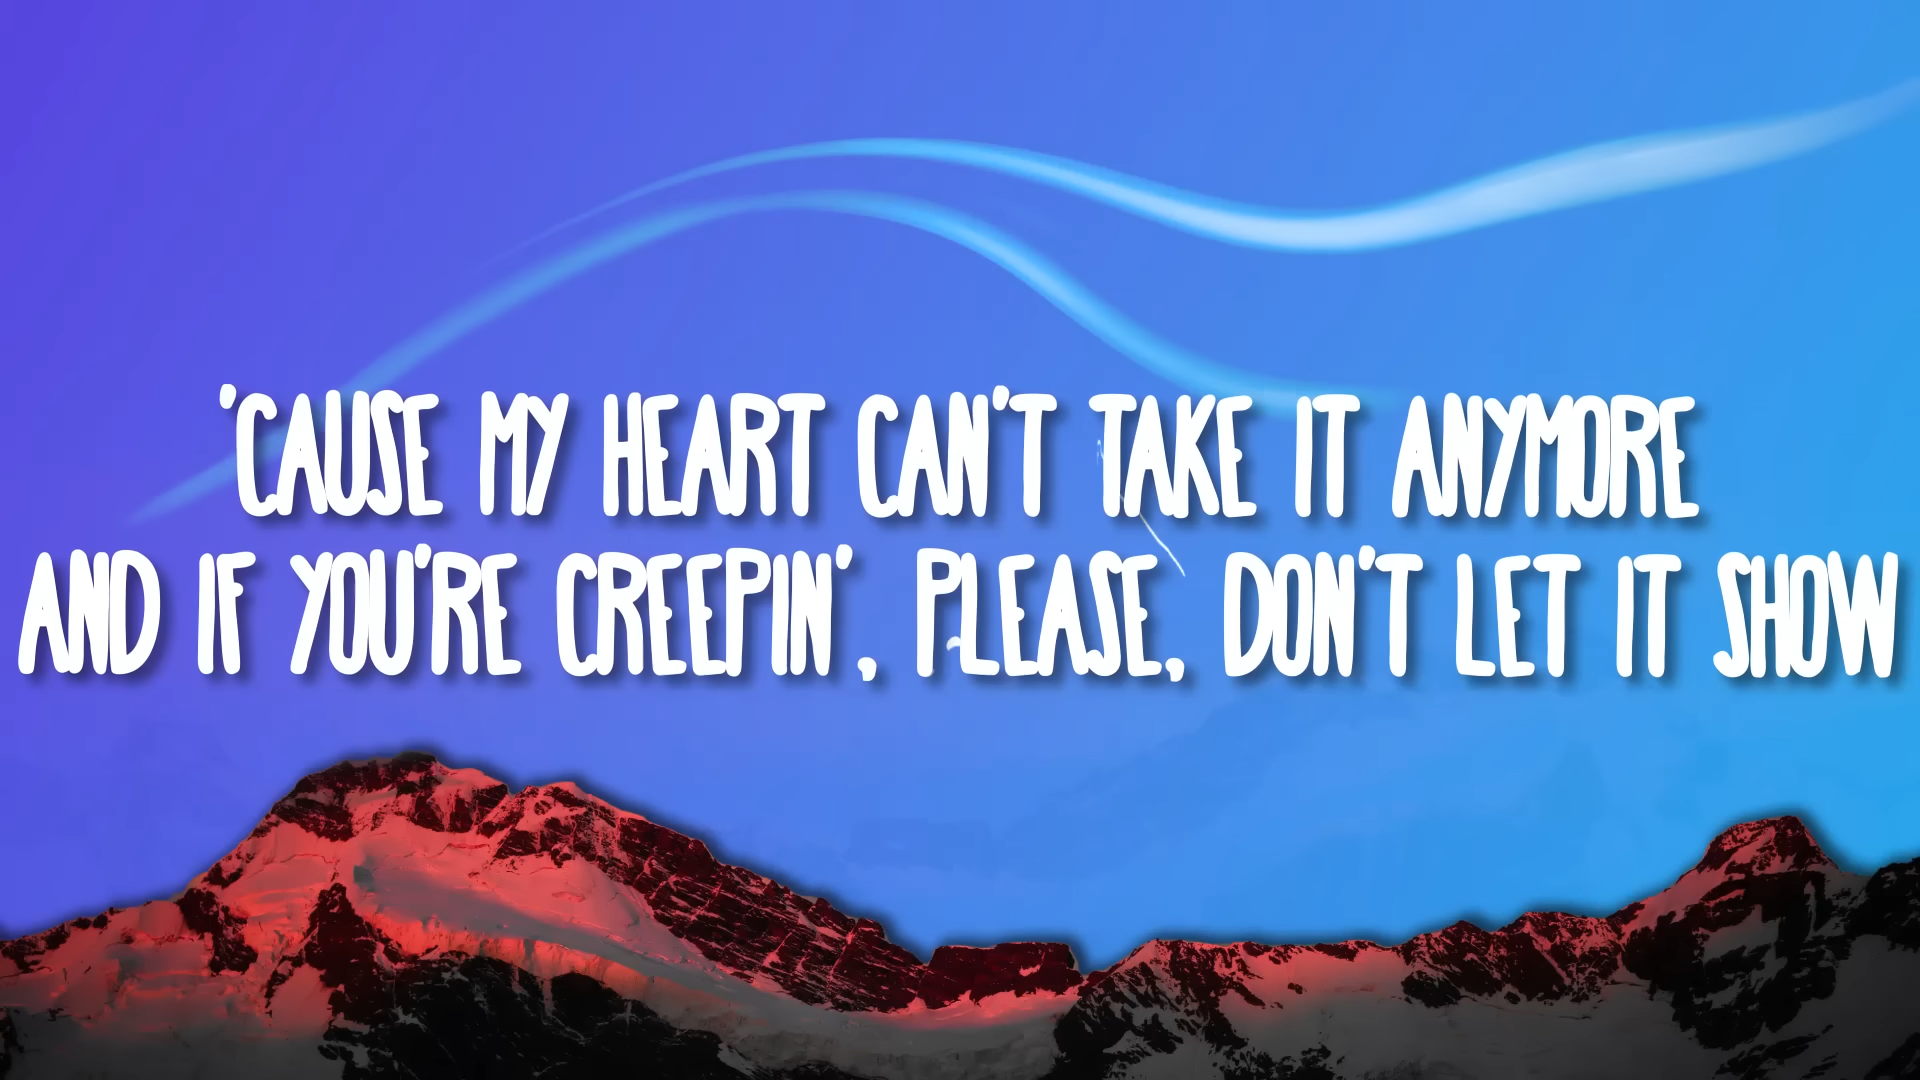 'CAUSE MY HEART CAN'T TAKE IT ANYMORE
AND IF YOU'RE CREEPIN', PLEASE, DON'T LET IT SHOW